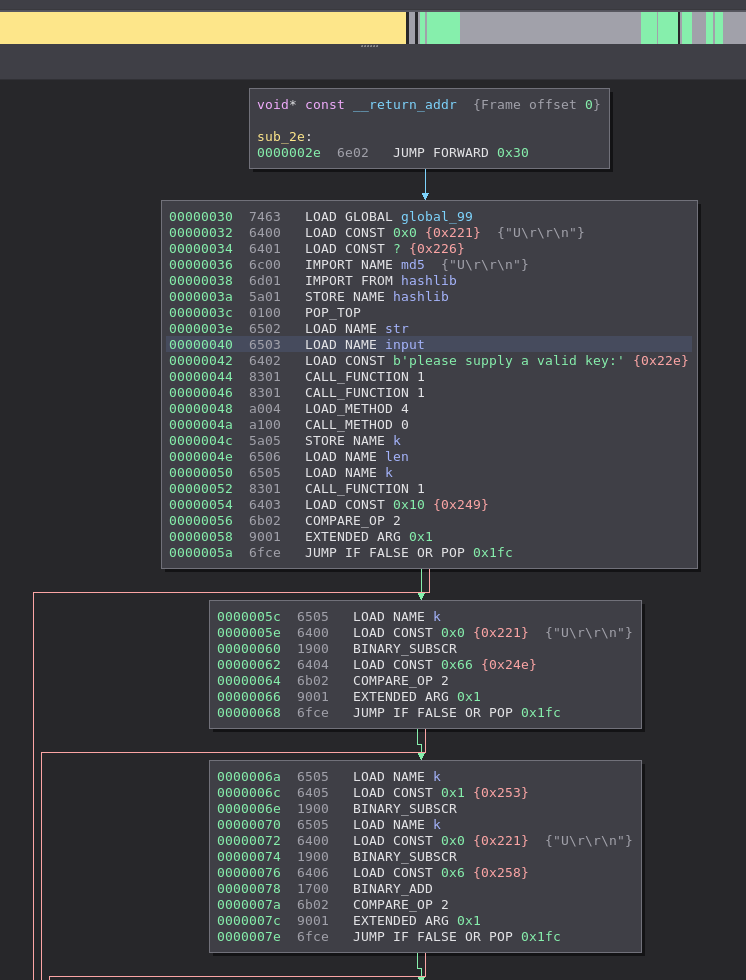 void* const __return_addr  {Frame offset 0}
sub_2e:
0000002e  6e02   JUMP FORWARD 0x30
00000030  7463   LOAD GLOBAL global_99
00000032  6400   LOAD CONST 0x0 {0x221}  {"U\r\r\n"}
00000034  6401   LOAD CONST ? {0x226}
00000036  6c00   IMPORT NAME md5  {"U\r\r\n"}
00000038  6d01   IMPORT FROM hashlib
0000003a  5a01   STORE NAME hashlib
0000003c  0100   POP_TOP
0000003e  6502   LOAD NAME str
00000040  6503   LOAD NAME input
00000042  6402   LOAD CONST b'please supply a valid key:' {0x22e}
00000044  8301   CALL_FUNCTION 1
00000046  8301   CALL_FUNCTION 1
00000048  a004   LOAD_METHOD 4
0000004a  a100   CALL_METHOD 0
0000004c  5a05   STORE NAME k
0000004e  6506   LOAD NAME len
00000050  6505   LOAD NAME k
00000052  8301   CALL_FUNCTION 1
00000054  6403   LOAD CONST 0x10 {0x249}
00000056  6b02   COMPARE_OP 2
00000058  9001   EXTENDED ARG 0x1
0000005a  6fce   JUMP IF FALSE OR POP 0x1fc
0000005c  6505   LOAD NAME k
0000005e  6400   LOAD CONST 0x0 {0x221}  {"U\r\r\n"}
00000060  1900   BINARY_SUBSCR
00000062  6404   LOAD CONST 0x66 {0x24e}
00000064  6b02   COMPARE_OP 2
00000066  9001   EXTENDED ARG 0x1
00000068  6fce   JUMP IF FALSE OR POP 0x1fc
0000006a  6505   LOAD NAME k
0000006c  6405   LOAD CONST 0x1 {0x253}
0000006e  1900   BINARY_SUBSCR
00000070  6505   LOAD NAME k
00000072  6400   LOAD CONST 0x0 {0x221}  {"U\r\r\n"}
00000074  1900   BINARY_SUBSCR
00000076  6406   LOAD CONST 0x6 {0x258}
00000078  1700   BINARY_ADD
0000007a  6b02   COMPARE_OP 2
0000007c  9001   EXTENDED ARG 0x1
0000007e  6fce   JUMP IF FALSE OR POP 0x1fc